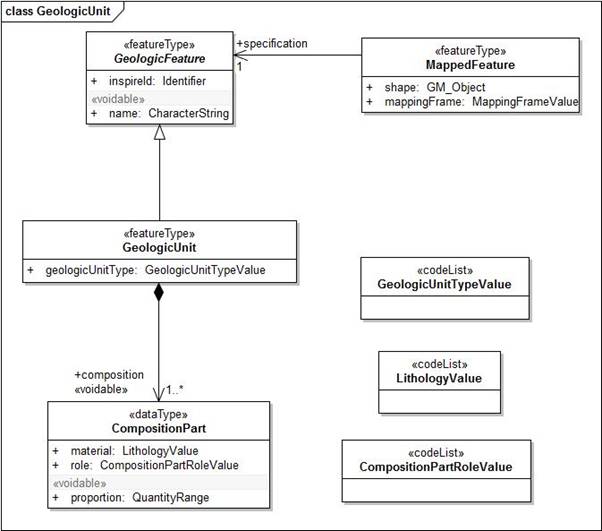 class GeologicUnit
«featureType»
GeologicFeature
+ inspireId: Identifier
«voidable»
+ name: CharacterString
+specification
1
«featureType»
MappedFeature
+ shape: GM_Object
+ mappingFrame: MappingFrameValue
«featureType»
GeologicUnit
+ geologicUnitType: GeologicUnitTypeValue
«codeList»
GeologicUnitTypeValue
«codeList»
LithologyValue
+composition
«voidable»
1..*
«dataType»
CompositionPart
+ material: LithologyValue
+ role: CompositionPartRoleValue
«voidable»
+ proportion: QuantityRange
«codeList»
CompositionPartRoleValue